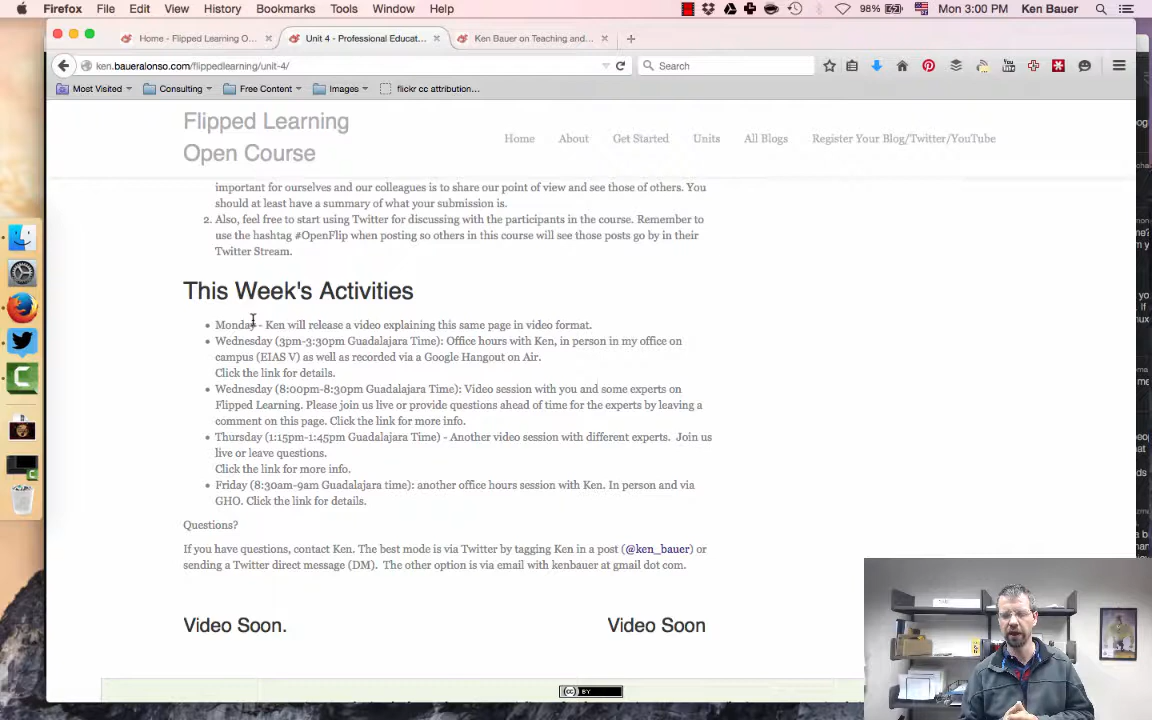 Firefox File Edit View History Bookmarks Tools Window Help 98% Mon 3:00 PM Ken Bauer
Home - Flipped Learning O... Unit 4 - Professional Educat... Ken Bauer on Teaching and...
ken.baueralonso.com/flippedlearning/unit-4/ Search
Most Visited Consulting Free Content Images flickr cc attribution...
Flipped Learning
Open Course
Home About Get Started Units All Blogs Register Your Blog/Twitter/YouTube
important for ourselves and our colleagues is to share our point of view and see those of others. You
should at least have a summary of what your submission is.
2. Also, feel free to start using Twitter for discussing with the participants in the course. Remember to
use the hashtag #OpenFlip when posting so others in this course will see those posts go by in their
Twitter Stream.
This Week's Activities
Monday - Ken will release a video explaining this same page in video format.
Wednesday (3pm-3:30pm Guadalajara Time): Office hours with Ken, in person in my office on
campus (EIAS V) as well as recorded via a Google Hangout on Air.
Click the link for details.
Wednesday (8:00pm-8:30pm Guadalajara Time): Video session with you and some experts on
Flipped Learning. Please join us live or provide questions ahead of time for the experts by leaving a
comment on this page. Click the link for more info.
Thursday (1:15pm-1:45pm Guadalajara Time) - Another video session with different experts. Join us
live or leave questions.
Click the link for more info.
Friday (8:30am-9am Guadalajara time): another office hours session with Ken. In person and via
GHO. Click the link for details.
Questions?
If you have questions, contact Ken. The best mode is via Twitter by tagging Ken in a post (@ken_bauer) or
sending a Twitter direct message (DM). The other option is via email with kenbauer at gmail dot com.
Video Soon. Video Soon
cc BY